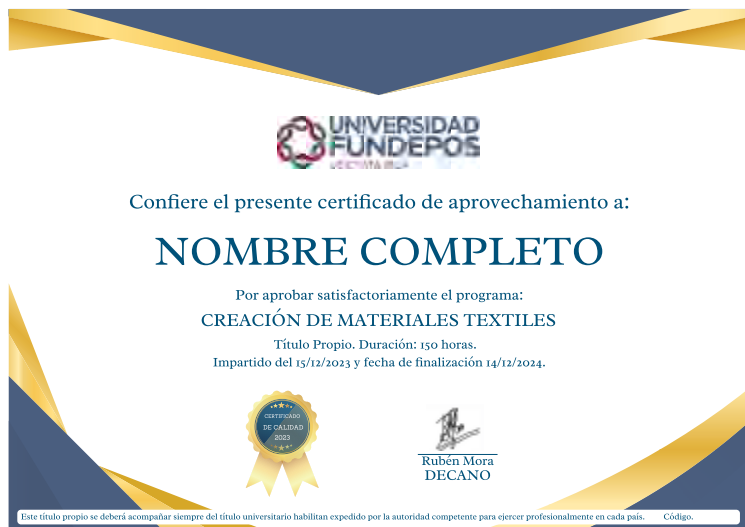 UNIVERSIDAD
FUNDEPOS
Confiere el presente certificado de aprovechamiento a:
NOMBRE COMPLETO
Por aprobar satisfactoriamente el programa:
CREACIÓN DE MATERIALES TEXTILES
Título Propio. Duración: 150 horas.
Impartido del 15/12/2023 y fecha de finalización 14/12/2024.
CERTIFICADO
DE CALIDAD
2023
Rubén Mora
DECANO
Este título propio se deberá acompañar siempre del título universitario habilitan expedido por la autoridad competente para ejercer profesionalmente en cada país. Código.